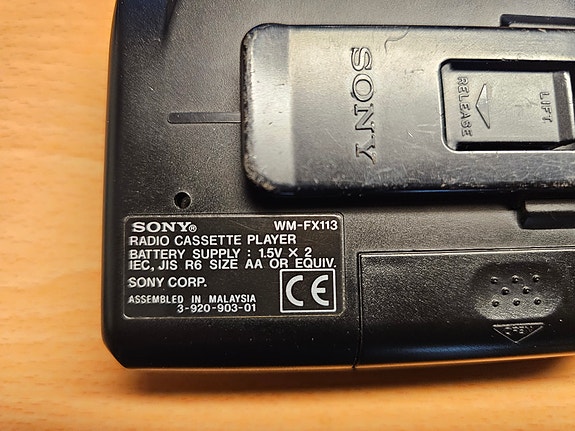 SONY
RELEASE
LIFT
SONY® WM-FX113
RADIO CASSETTE PLAYER
BATTERY SUPPLY : 1.5V X 2
IEC, JIS R6 SIZE AA OR EQUIV.
SONY CORP.
CE
ASSEMBLED IN MALAYSIA
3-920-903-01
OPEN